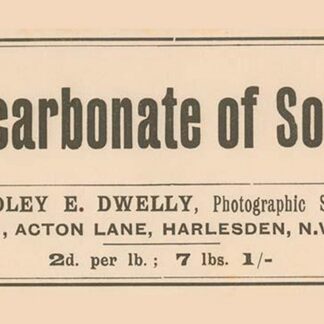 carbonate of So
DLEY E. DWELLY, Photographic S
, ACTON LANE, HARLESDEN, N.W
2d. per lb.; 7 lbs. 1/-